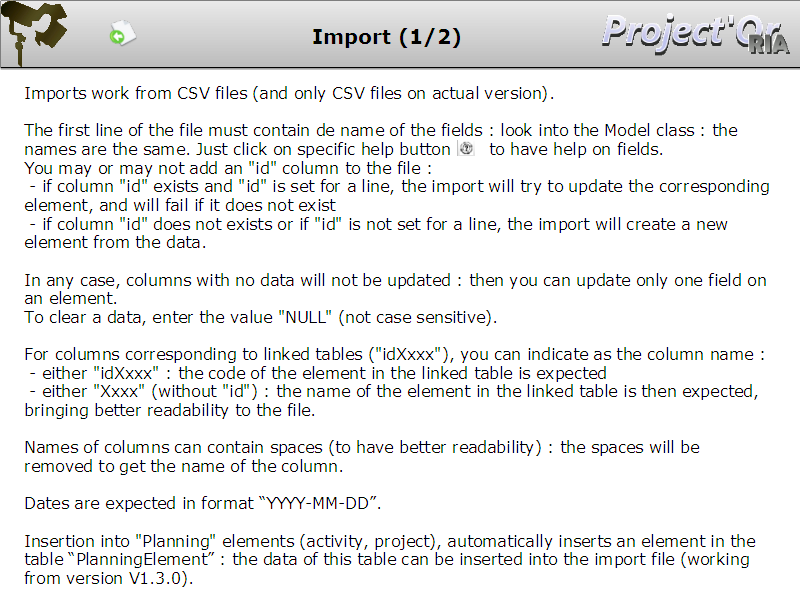 Import (1/2)
Project'Or
RIA
Imports work from CSV files (and only CSV files on actual version).
The first line of the file must contain de name of the fields : look into the Model class : the
names are the same. Just click on specific help button to have help on fields.
You may or may not add an "id" column to the file :
- if column "id" exists and "id" is set for a line, the import will try to update the corresponding
element, and will fail if it does not exist
- if column "id" does not exists or if "id" is not set for a line, the import will create a new
element from the data.
In any case, columns with no data will not be updated : then you can update only one field on
an element.
To clear a data, enter the value "NULL" (not case sensitive).
For columns corresponding to linked tables ("idXxxx"), you can indicate as the column name :
- either "idXxxx" : the code of the element in the linked table is expected
- either "Xxxx" (without "id") : the name of the element in the linked table is then expected,
bringing better readability to the file.
Names of columns can contain spaces (to have better readability) : the spaces will be
removed to get the name of the column.
Dates are expected in format “YYYY-MM-DD”.
Insertion into "Planning" elements (activity, project), automatically inserts an element in the
table “PlanningElement” : the data of this table can be inserted into the import file (working
from version V1.3.0).